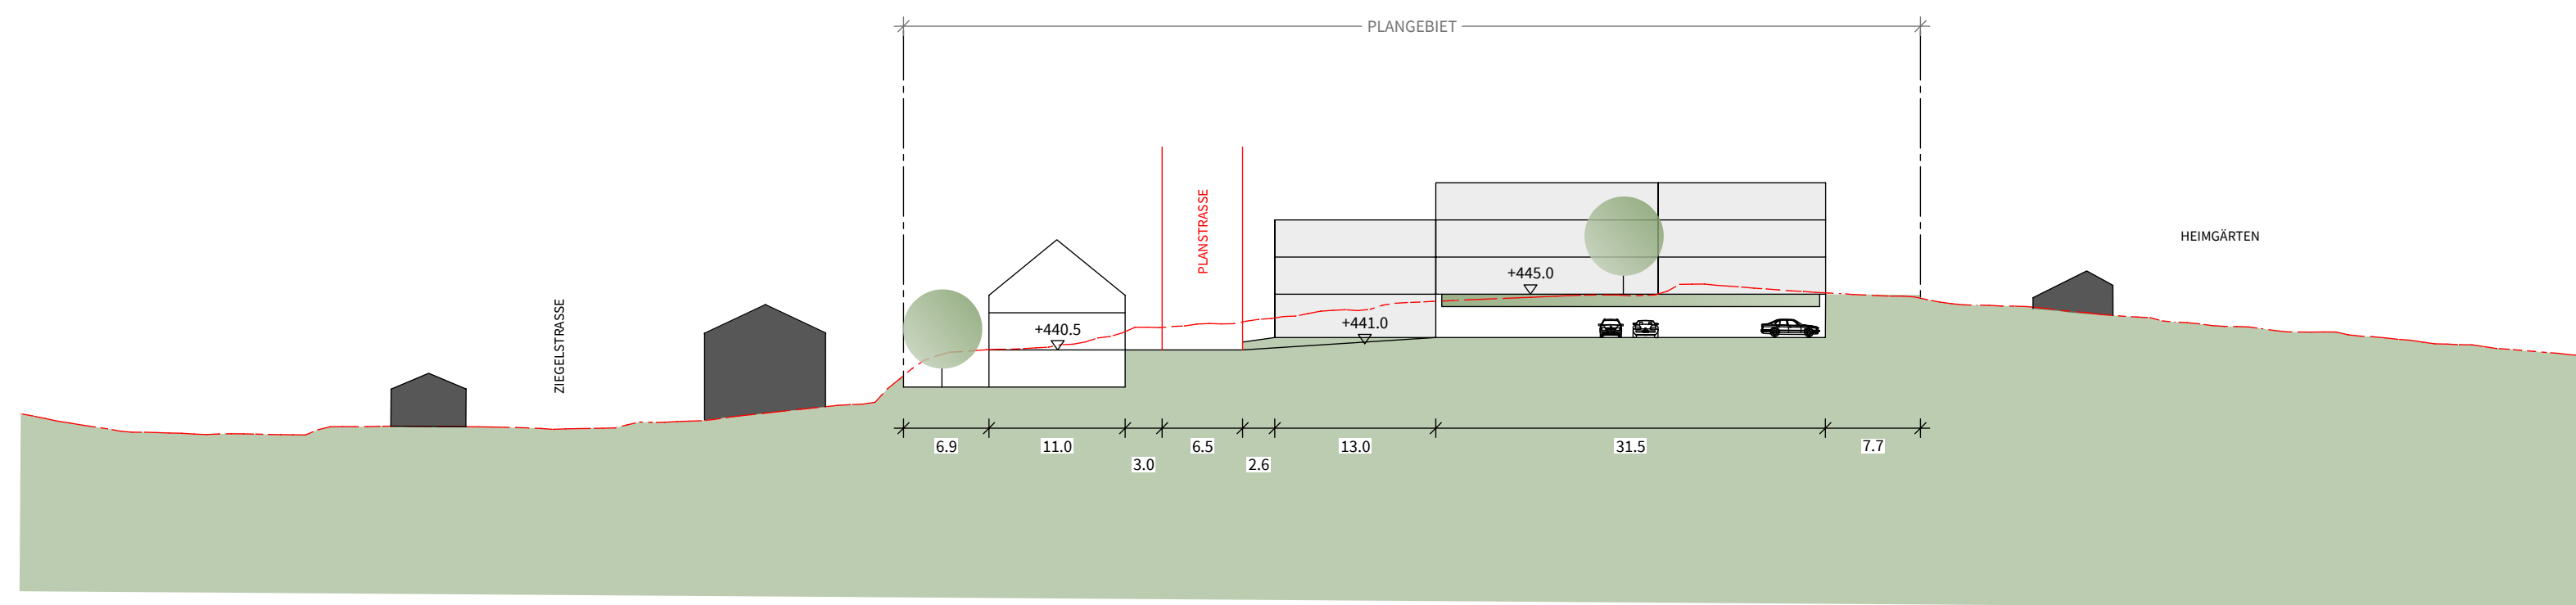 PLANGEBIET
ZIEGELSTRASSE
PLANSTRASSE
HEIMGÄRTEN
+440.5
+441.0
+445.0
6.9
11.0
3.0
6.5
2.6
13.0
31.5
7.7